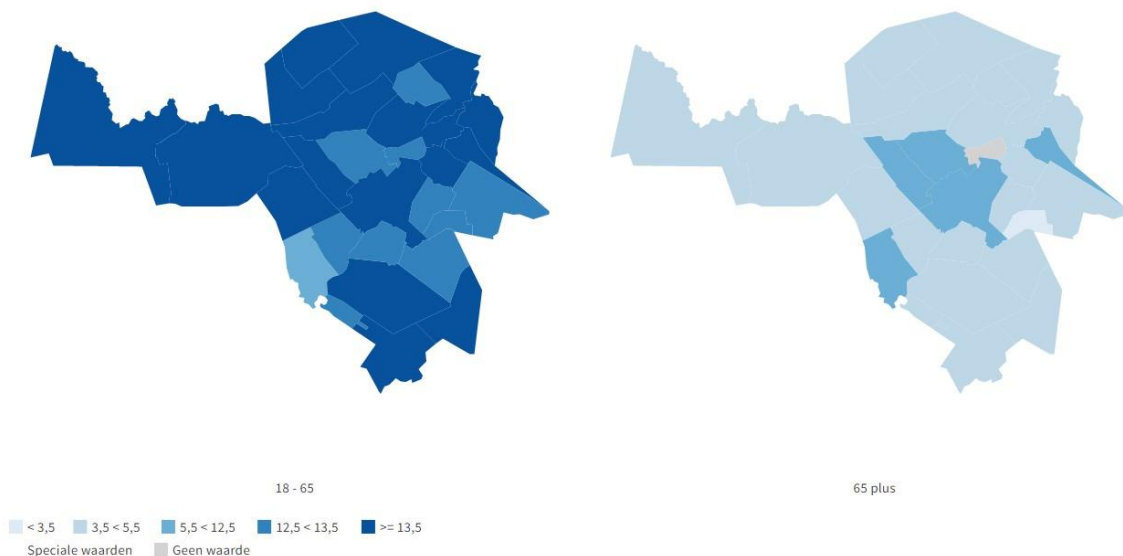 18 - 65
65 plus
< 3,5 3,5 < 5,5 5,5 < 12,5 12,5 < 13,5 >= 13,5
Speciale waarden Geen waarde